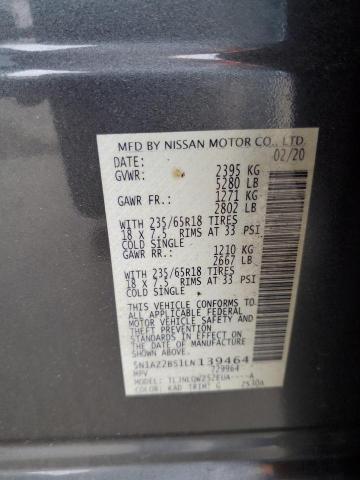 MFD BY NISSAN MOTOR CO., LTD.
DATE: 02/20
GVWR: 2395 KG
5280 LB
GAWR FR.: 1271 KG
2802 LB
WITH 235/65R18 TIRES
18 X 7.5 RIMS AT 33 PSI
COLD SINGLE
GAWR RR.: 1210 KG
2667 LB
WITH 235/65R18 TIRES
18 X 7.5 RIMS AT 33 PSI
COLD SINGLE
THIS VEHICLE CONFORMS TO
ALL APPLICABLE FEDERAL
MOTOR VEHICLE SAFETY AND
THEFT PREVENTION
STANDARDS IN EFFECT ON
THE DATE OF MANUFACTURE
SHOWN ABOVE.
5N1AZ2BS1LN139464
MPV 729964
MODEL: TLJNLQWZ52EUA----A
COLOR: KAD TRIM: G 2530A